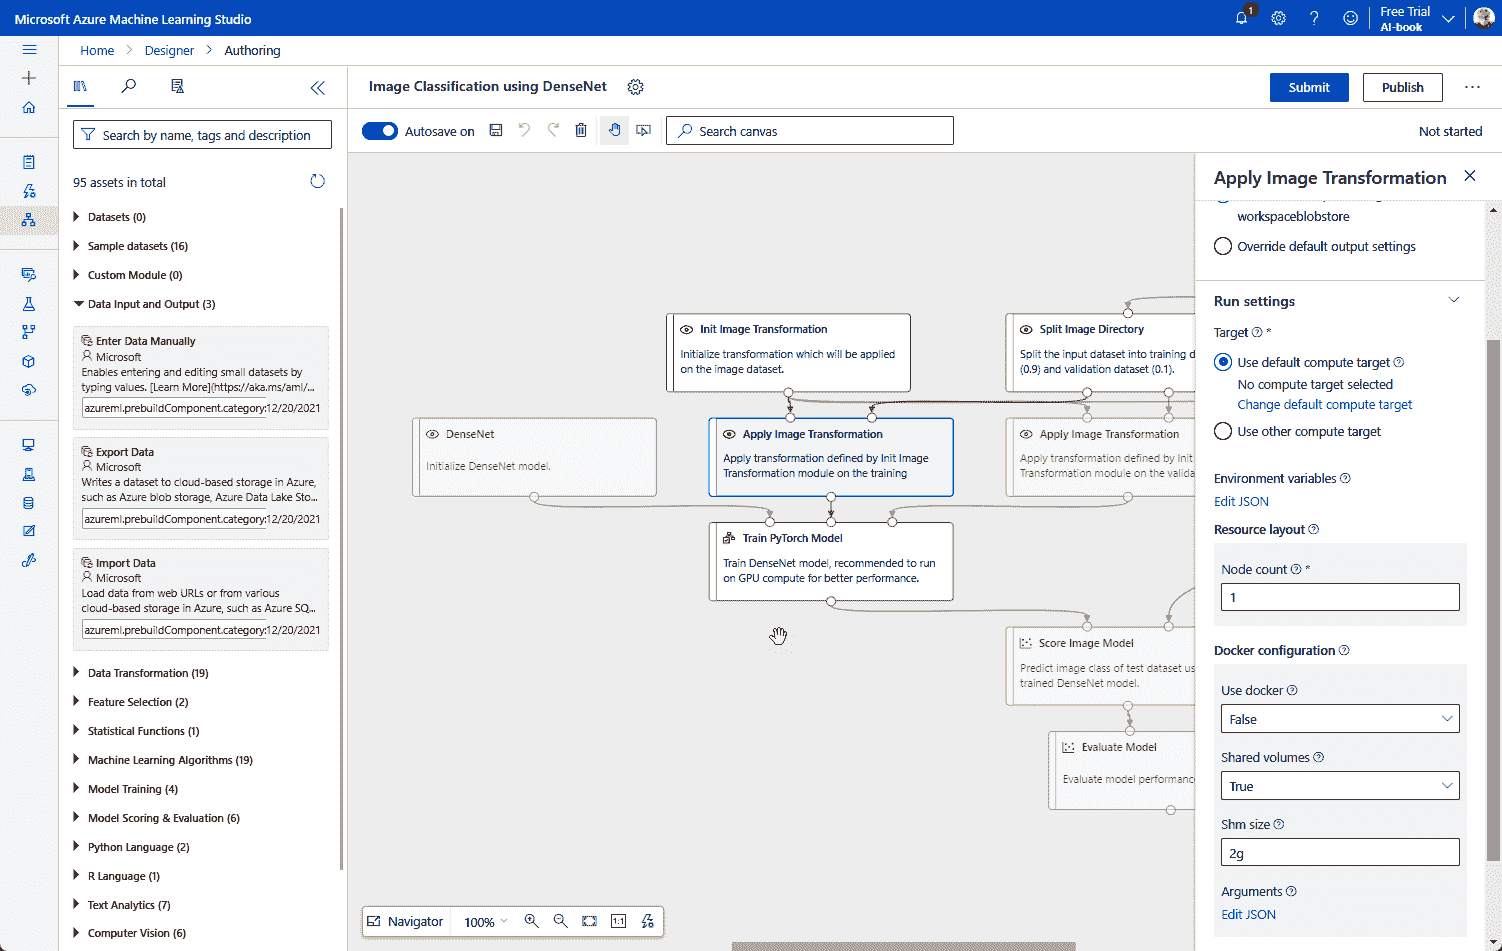 Microsoft Azure Machine Learning Studio
1
Free Trial
AI-book
Home > Designer > Authoring
Image Classification using DenseNet
Submit
Publish
Search by name, tags and description
Autosave on
Search canvas
Not started
95 assets in total
Datasets (0)
Sample datasets (16)
Custom Module (0)
Data Input and Output (3)
Enter Data Manually
Microsoft
Enables entering and editing small datasets by
typing values. [Learn More](https://aka.ms/aml/...
azureml.prebuiltComponent.category:12/20/2021
Export Data
Microsoft
Writes a dataset to cloud-based storage in Azure,
such as Azure blob storage, Azure Data Lake Sto...
azureml.prebuiltComponent.category:12/20/2021
Import Data
Microsoft
Load data from web URLs or from various
cloud-based storage in Azure, such as Azure SQ...
azureml.prebuiltComponent.category:12/20/2021
Data Transformation (19)
Feature Selection (2)
Statistical Functions (1)
Machine Learning Algorithms (19)
Model Training (4)
Model Scoring & Evaluation (6)
Python Language (2)
R Language (1)
Text Analytics (7)
Computer Vision (6)
Init Image Transformation
Initialize transformation which will be applied
on the image dataset.
Split Image Directory
Split the input dataset into training d
(0.9) and validation dataset (0.1).
DenseNet
Initialize DenseNet model.
Apply Image Transformation
Apply transformation defined by Init Image
Transformation module on the training
Apply Image Transformation
Apply transformation defined by Init
Transformation module on the valida
Train PyTorch Model
Train DenseNet model, recommended to run
on GPU compute for better performance.
Score Image Model
Predict image class of test dataset us
trained DenseNet model.
Evaluate Model
Evaluate model performance
Navigator
100%
1:1
Apply Image Transformation
workspaceblobstore
Override default output settings
Run settings
Target *
Use default compute target
No compute target selected
Change default compute target
Use other compute target
Environment variables
Edit JSON
Resource layout
Node count *
1
Docker configuration
Use docker
False
Shared volumes
True
Shm size
2g
Arguments
Edit JSON